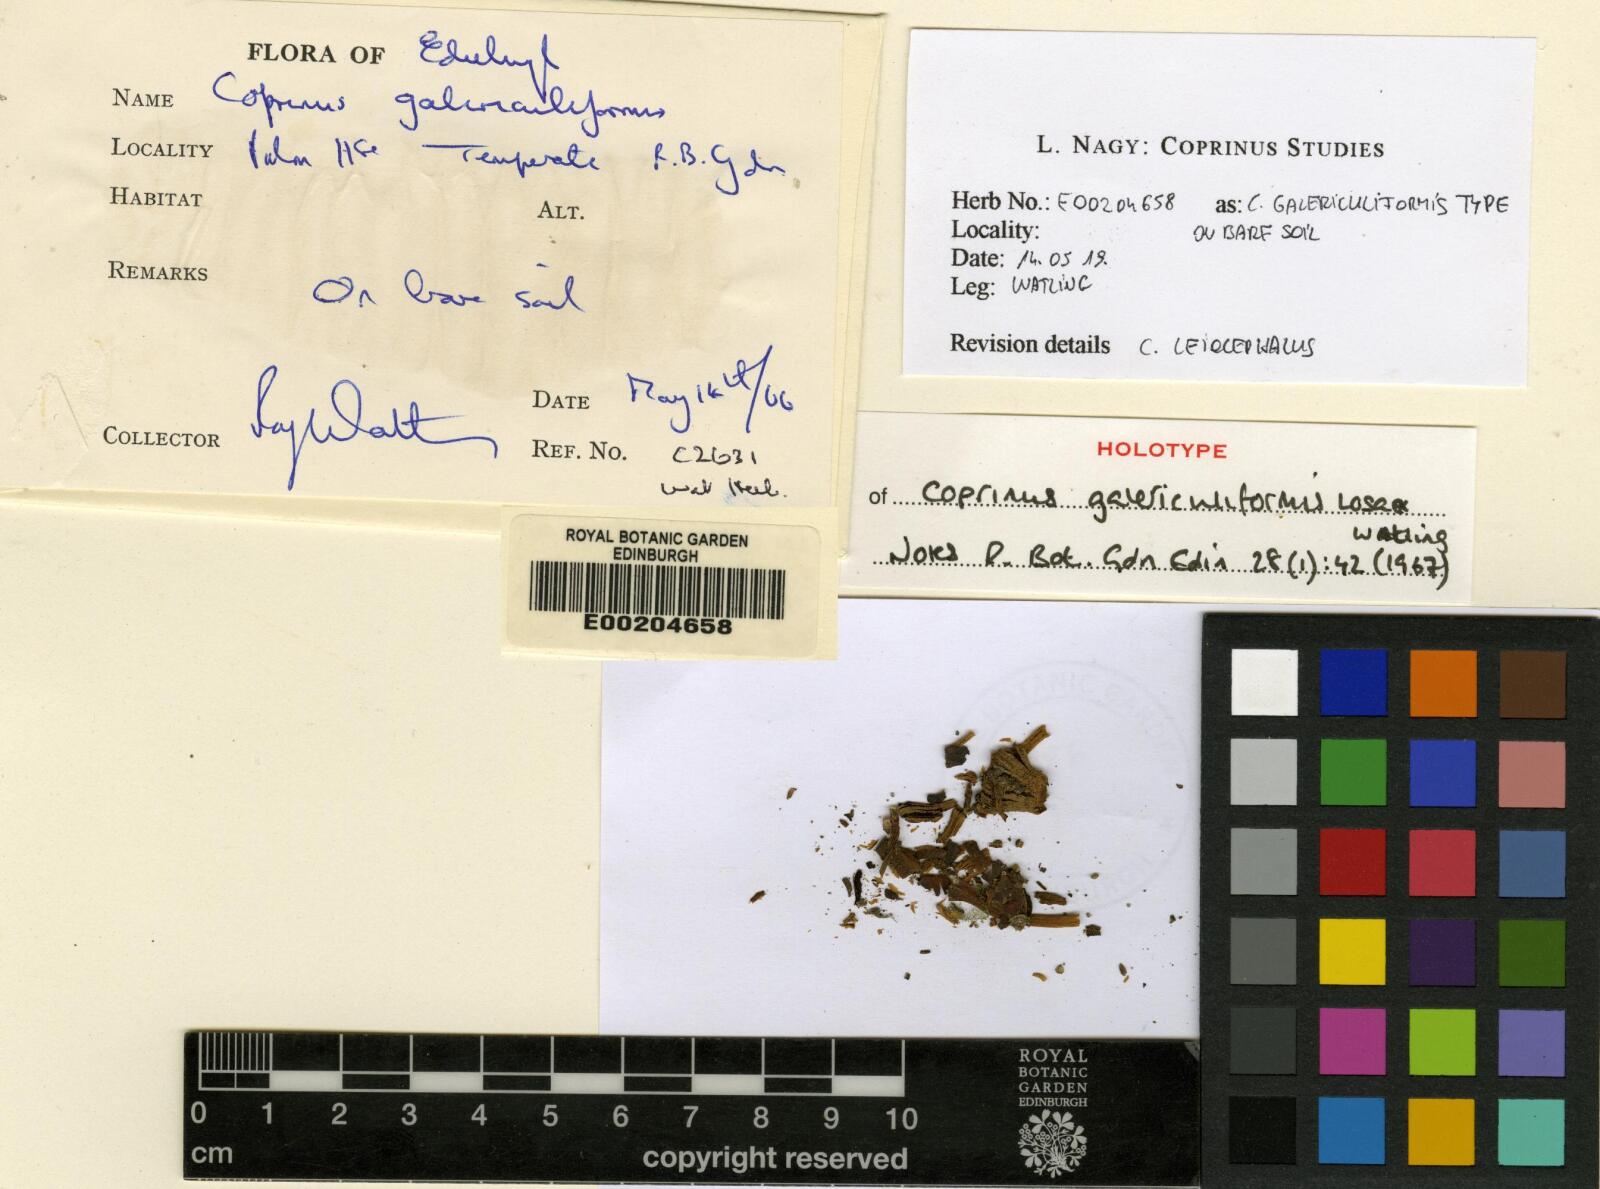 FLORA OF Edinburgh
NAME Coprinus galericuliformis
LOCALITY Palm Hse Temperate R.B.Gdn
HABITAT
ALT.
REMARKS
On bare soil
COLLECTOR Roy Watling
DATE May 14th/66
REF. NO. C2631
Wat Herb.
L. NAGY: COPRINUS STUDIES
Herb No.: E00204658 as: C. GALERICULIFORMIS TYPE
Locality: ON BARE SOIL
Date: 14. 05 19.
Leg: WATLING
Revision details C. LEIOCEPHALUS
HOLOTYPE
of Coprinus galericuliformis Losa ex
Watling
Notes R. Bot. Gdn Edin 28(1):42 (1967)
ROYAL BOTANIC GARDEN
EDINBURGH
E00204658
0 1 2 3 4 5 6 7 8 9 10
cm
copyright reserved
ROYAL
BOTANIC
GARDEN
EDINBURGH